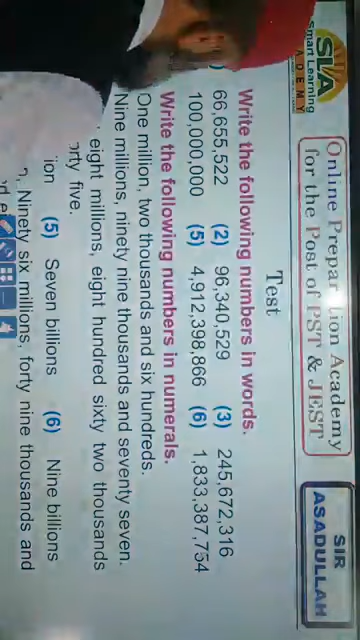 SLA
Smart Learning
ADEMY
Online Preparation Academy
for the Post of PST & JEST
SIR
ASADULLAH
Test
Write the following numbers in words.
66,655,522 (2) 96,340,529 (3) 245,672,316
100,000,000 (5) 4,912,398,866 (6) 1,833,387,754
Write the following numbers in numerals.
One million, two thousands and six hundreds.
Nine millions, ninety nine thousands and seventy seven.
eight millions, eight hundred sixty two thousands
five.
(5) Seven billions (6) Nine billions
Ninety six millions, forty nine thousands and